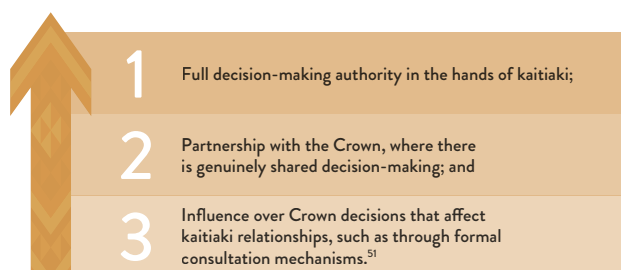 1
Full decision-making authority in the hands of kaitiaki;
2
Partnership with the Crown, where there
is genuinely shared decision-making; and
3
Influence over Crown decisions that affect
kaitiaki relationships, such as through formal
consultation mechanisms.51